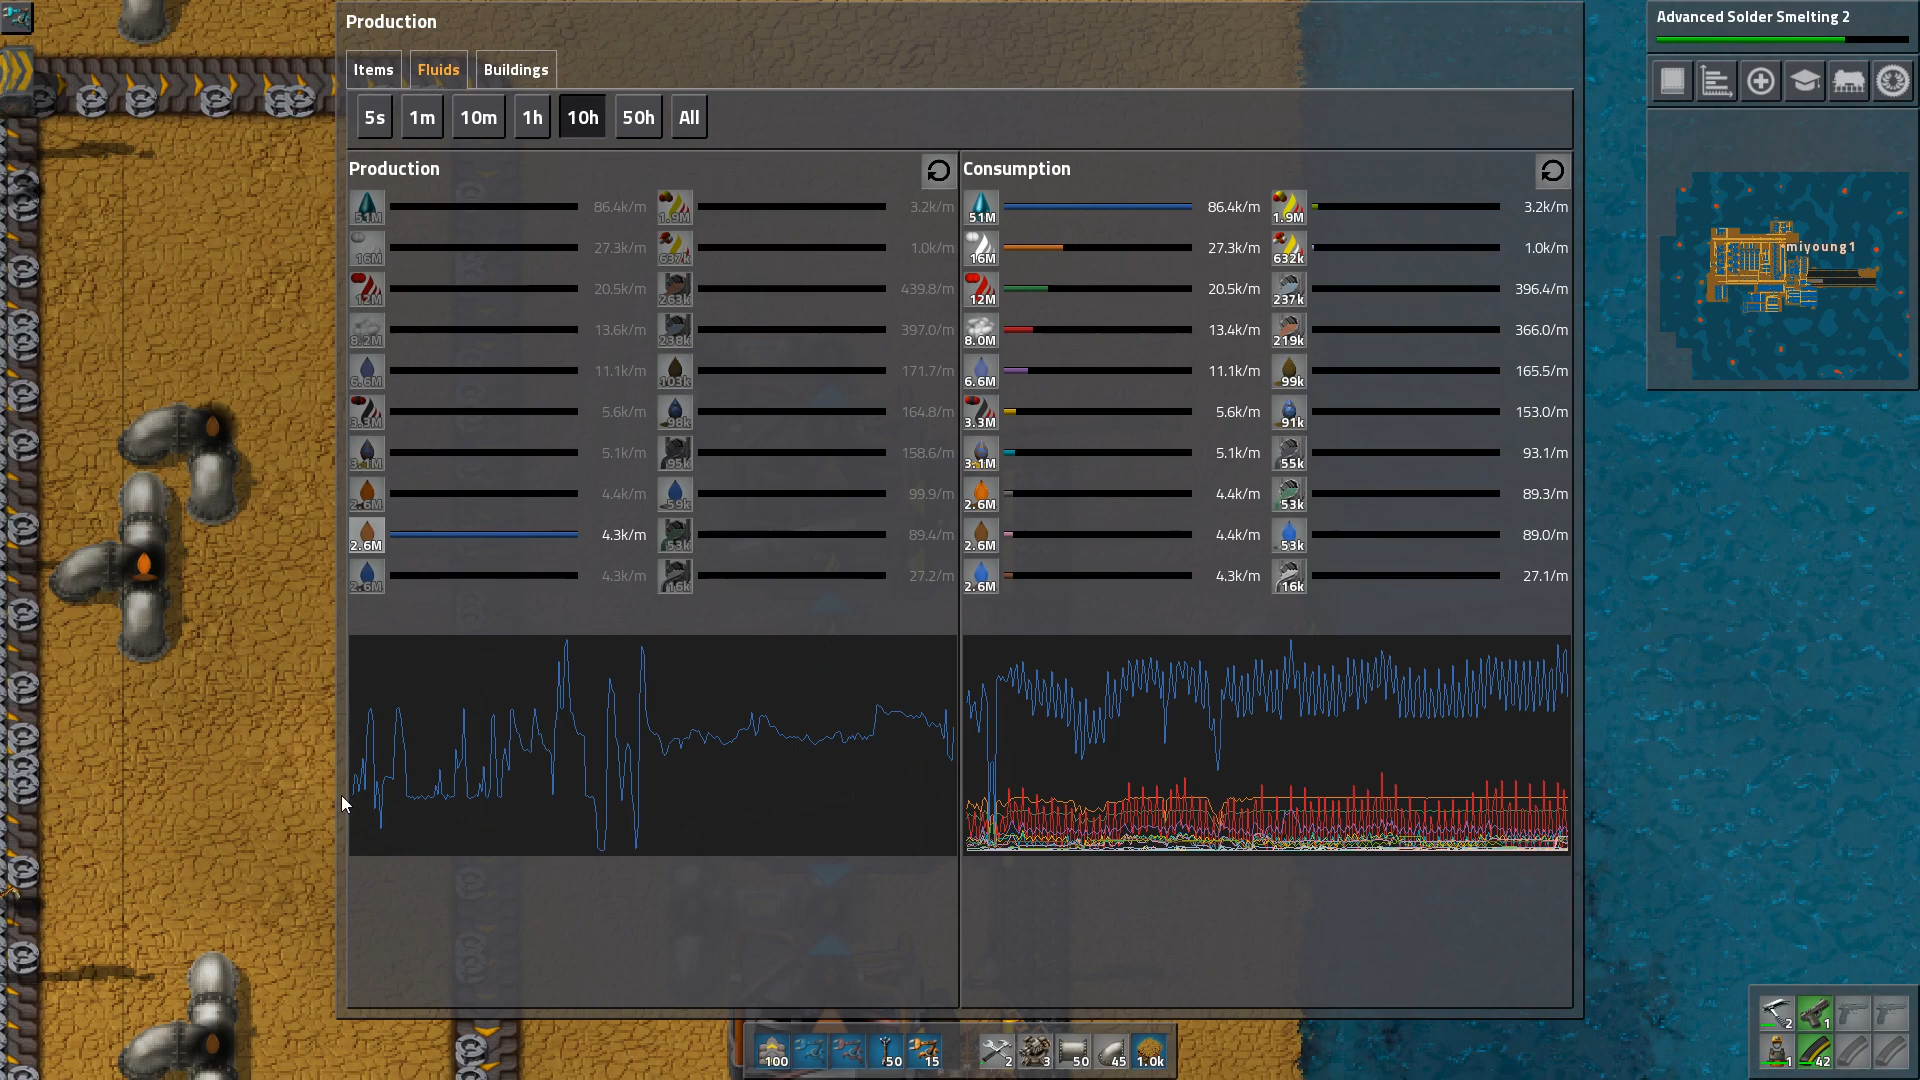 Production
Items Fluids Buildings
5s 1m 10m 1h 10h 50h All
Production
51M 86.4k/m 1.9M 3.2k/m
16M 27.3k/m 637k 1.0k/m
12M 20.5k/m 263k 439.8/m
8.2M 13.6k/m 238k 397.0/m
6.6M 11.1k/m 103k 171.7/m
3.3M 5.6k/m 98k 164.8/m
3.1M 5.1k/m 95k 158.6/m
2.6M 4.4k/m 59k 99.9/m
2.6M 4.3k/m 53k 89.4/m
2.6M 4.3k/m 16k 27.2/m
Consumption
51M 86.4k/m 1.9M 3.2k/m
16M 27.3k/m 632k 1.0k/m
12M 20.5k/m 237k 396.4/m
8.0M 13.4k/m 219k 366.0/m
6.6M 11.1k/m 99k 165.5/m
3.3M 5.6k/m 91k 153.0/m
3.1M 5.1k/m 55k 93.1/m
2.6M 4.4k/m 53k 89.3/m
2.6M 4.4k/m 53k 89.0/m
2.6M 4.3k/m 16k 27.1/m
Advanced Solder Smelting 2
miyoung1
100 50 15 2 3 50 45 1.0k
2 1
1 42